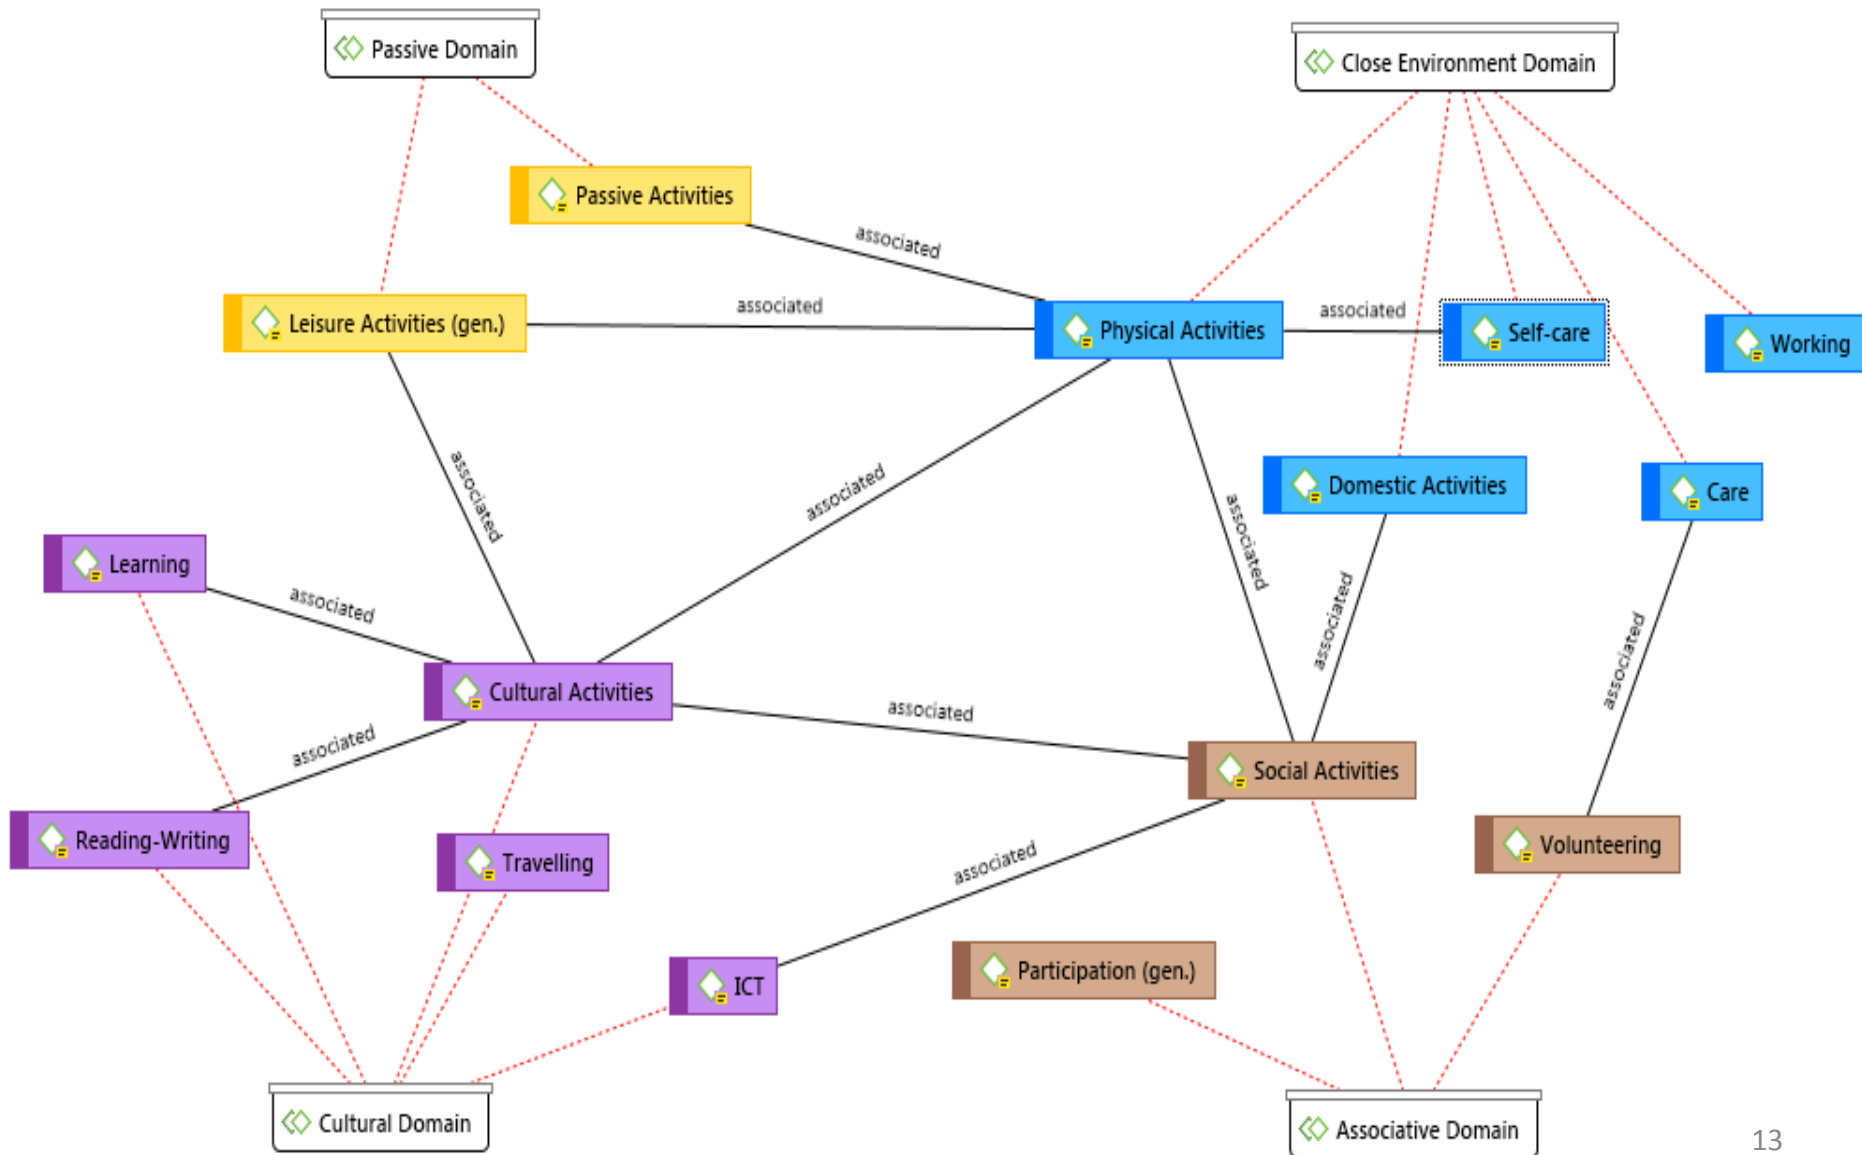 Passive Domain
Close Environment Domain
Passive Activities
associated
Leisure Activities (gen.)
associated
Physical Activities
associated
Self-care
Working
associated
associated
associated
Domestic Activities
Care
Learning
associated
associated
associated
Cultural Activities
associated
associated
Social Activities
Reading-Writing
Travelling
associated
Volunteering
ICT
Participation (gen.)
Cultural Domain
Associative Domain
13